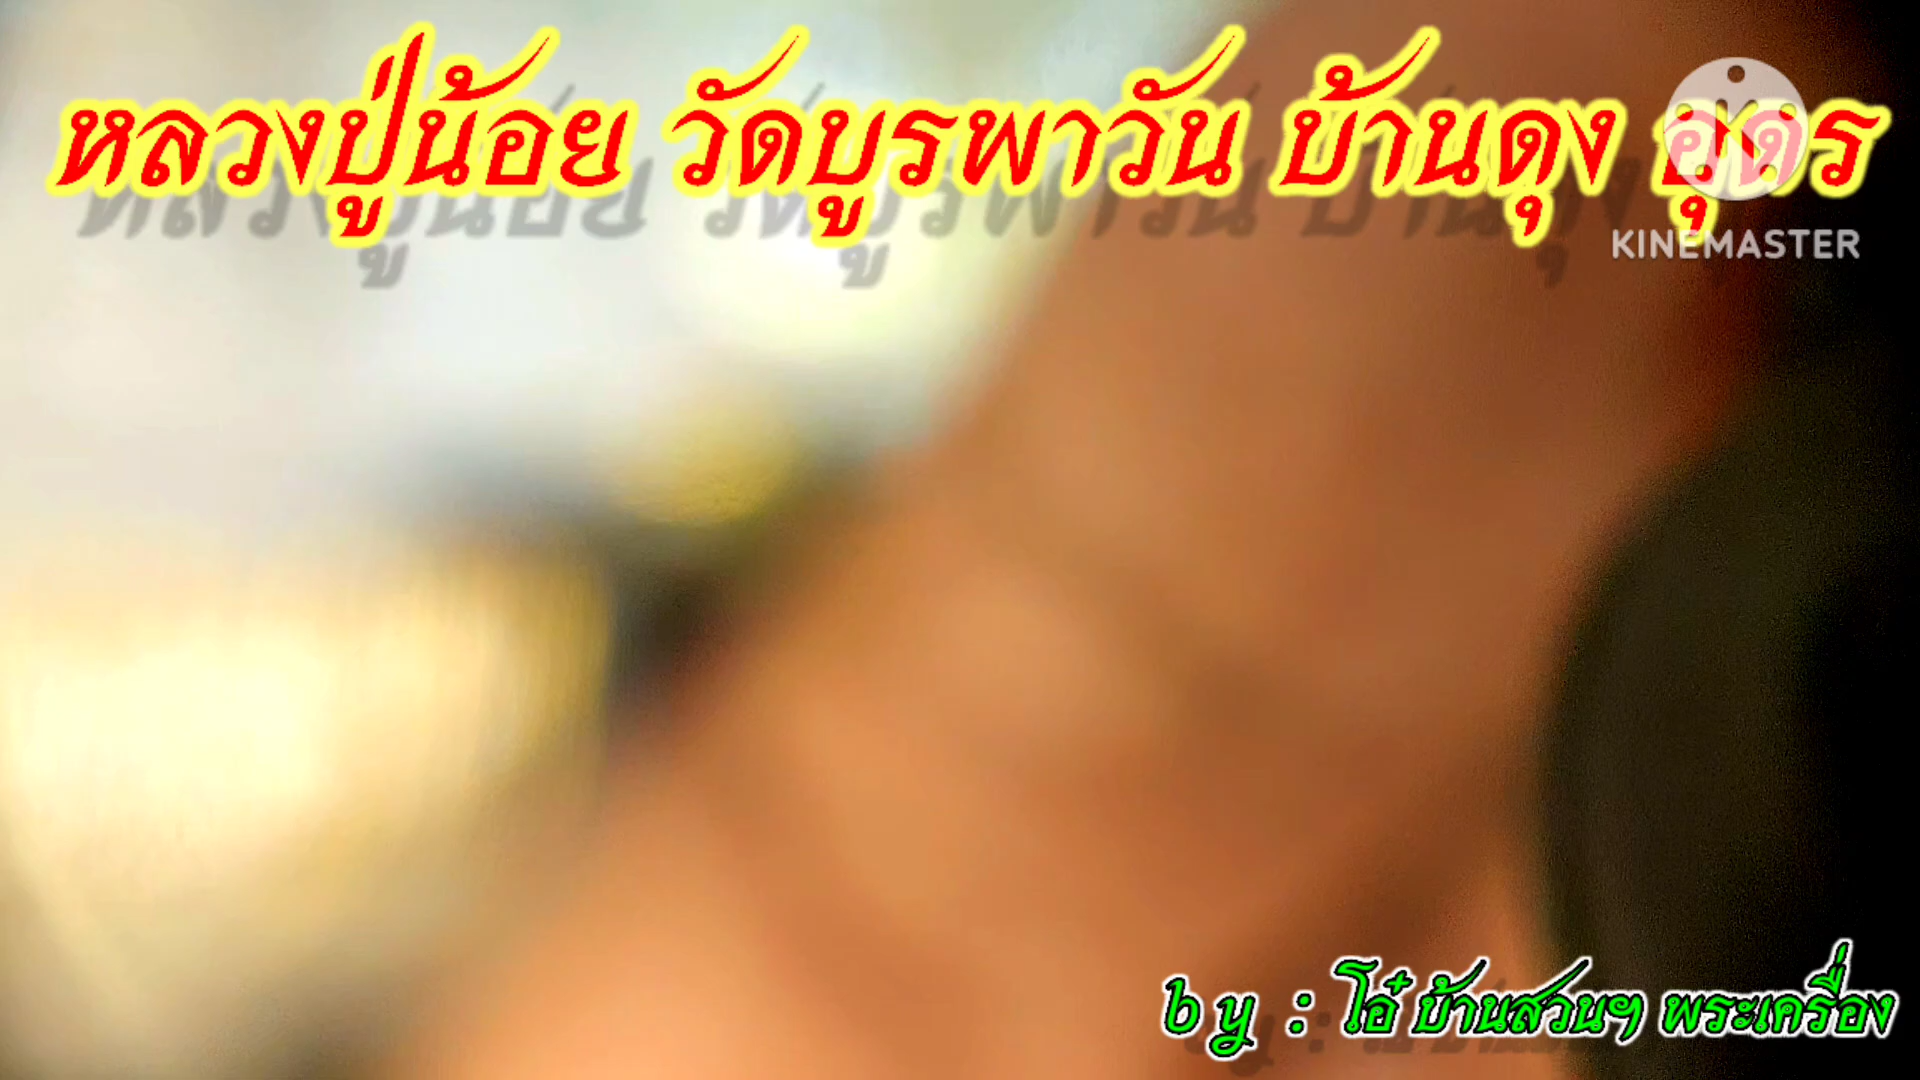 หลวงปู่น้อย วัดบูรพาวัน บ้านดุง อุดร
KINEMASTER
by : โอ๋ บ้านสวนฯ พระเครื่อง